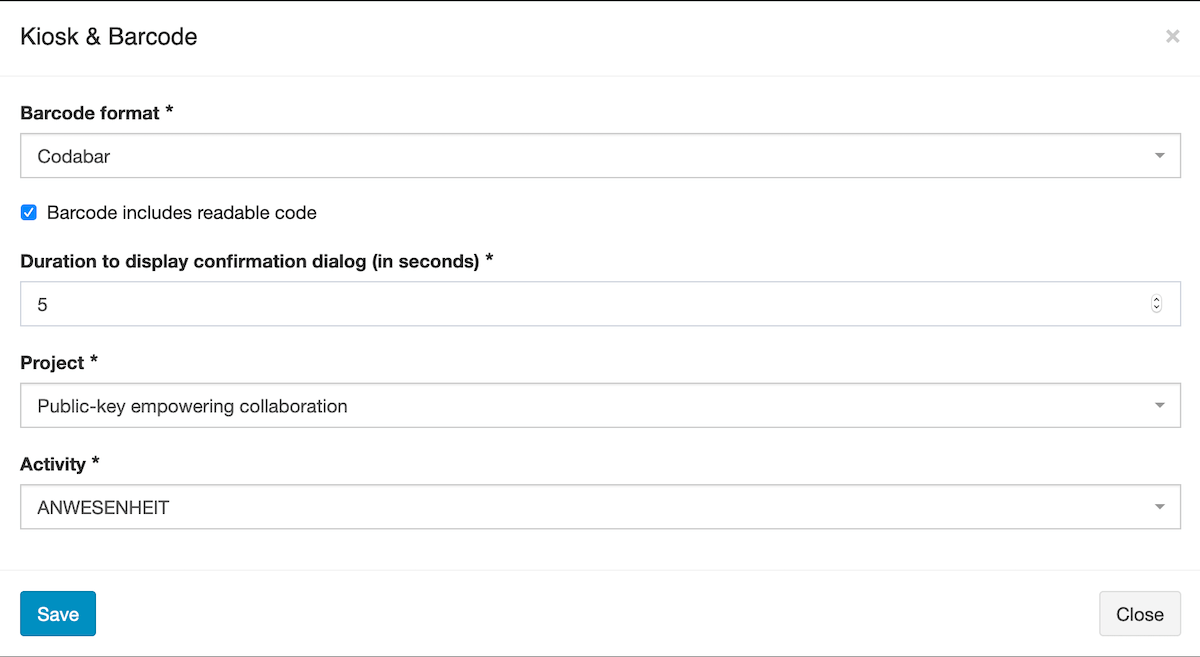 Kiosk & Barcode
×
Barcode format *
Codabar
Barcode includes readable code
Duration to display confirmation dialog (in seconds) *
5
Project *
Public-key empowering collaboration
Activity *
ANWESENHEIT
Save
Close